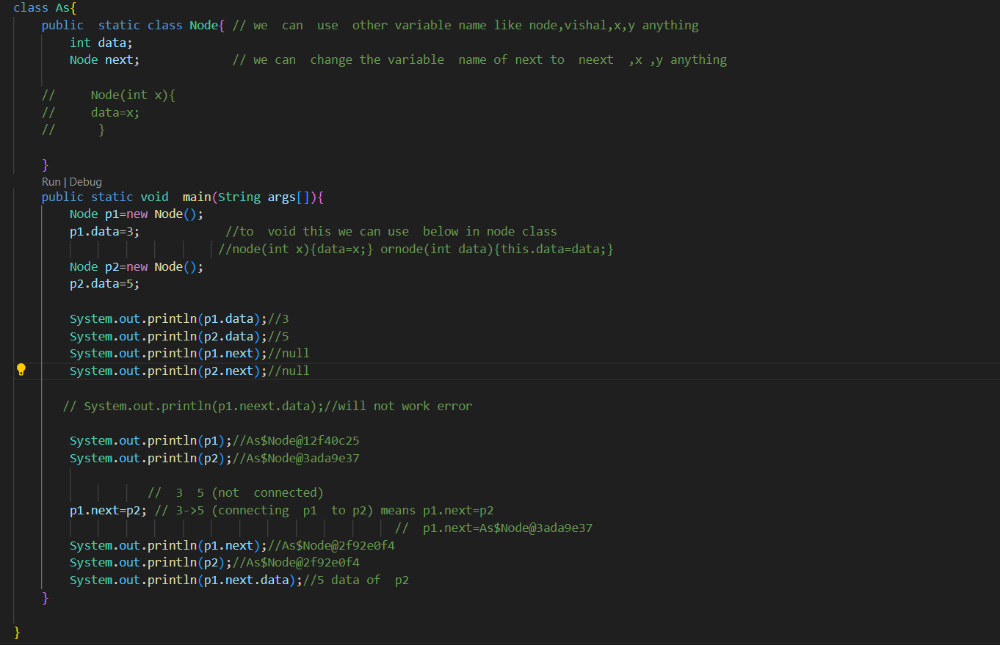 class As{
public  static class Node{ // we  can  use  other variable name like node,vishal,x,y anything
int data;
Node next;             // we can  change the variable  name of next to  neext  ,x ,y anything
//     Node(int x){
//     data=x;
//      }
}
Run | Debug
public static void  main(String args[]){
Node p1=new Node();
p1.data=3;            //to  void this we can use  below in node class
//node(int x){data=x;} ornode(int data){this.data=data;}
Node p2=new Node();
p2.data=5;
System.out.println(p1.data);//3
System.out.println(p2.data);//5
System.out.println(p1.next);//null
System.out.println(p2.next);//null
// System.out.println(p1.neext.data);//will not work error
System.out.println(p1);//As$Node@12f40c25
System.out.println(p2);//As$Node@3ada9e37
//  3  5 (not  connected)
p1.next=p2; // 3->5 (connecting  p1  to p2) means p1.next=p2
//  p1.next=As$Node@3ada9e37
System.out.println(p1.next);//As$Node@2f92e0f4
System.out.println(p2);//As$Node@2f92e0f4
System.out.println(p1.next.data);//5 data of  p2
}
}